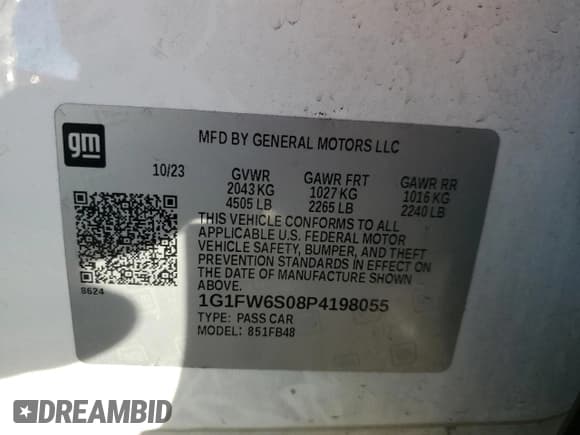 gm
MFD BY GENERAL MOTORS LLC
10/23 GVWR GAWR FRT GAWR RR
2043 KG 1027 KG 1016 KG
4505 LB 2265 LB 2240 LB
THIS VEHICLE CONFORMS TO ALL
APPLICABLE U.S. FEDERAL MOTOR
VEHICLE SAFETY, BUMPER, AND THEFT
PREVENTION STANDARDS IN EFFECT ON
THE DATE OF MANUFACTURE SHOWN
ABOVE.
8624
1G1FW6S08P4198055
TYPE: PASS CAR
MODEL: 851FB48
DREAMBID